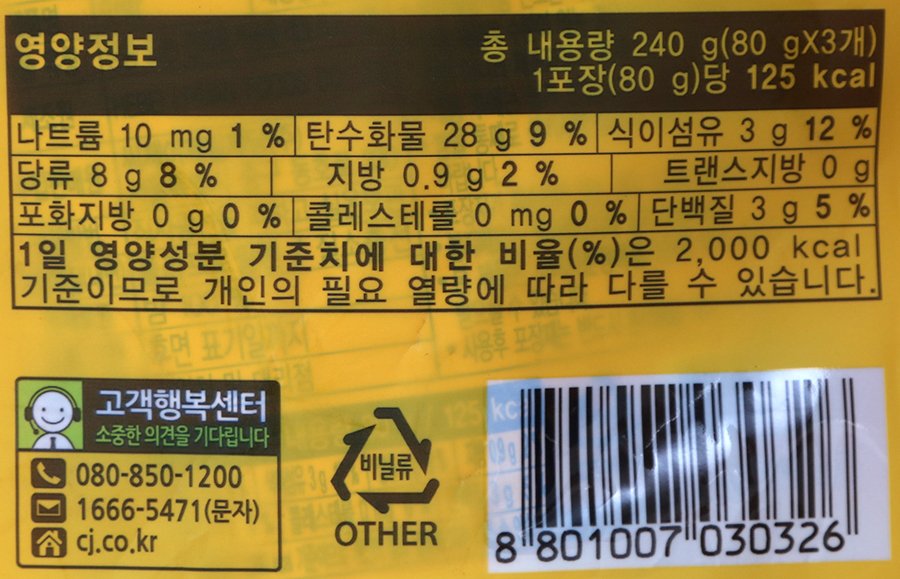 영양정보
총 내용량 240 g(80 gX3개)
1포장(80 g)당 125 kcal
나트륨 10 mg 1 % 탄수화물 28 g 9 % 식이섬유 3 g 12 %
당류 8 g 8 % 지방 0.9 g 2 % 트랜스지방 0 g
포화지방 0 g 0 % 콜레스테롤 0 mg 0 % 단백질 3 g 5 %
1일 영양성분 기준치에 대한 비율(%)은 2,000 kcal
기준이므로 개인의 필요 열량에 따라 다를 수 있습니다.
고객행복센터
소중한 의견을 기다립니다
080-850-1200
1666-5471(문자)
cj.co.kr
비닐류
OTHER
8 801007 030326